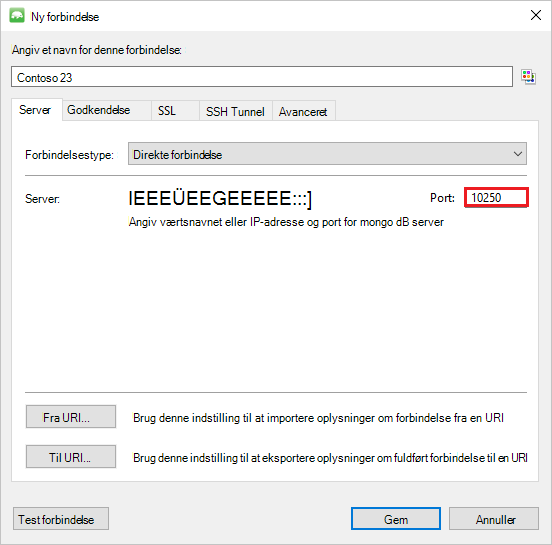 Ny forbindelse
Angiv et navn for denne forbindelse:
Contoso 23
Server Godkendelse SSL SSH Tunnel Avanceret
Forbindelsestype: Direkte forbindelse
Server: IEEEÜEEGEEEEE:::] Port: 10250
Angiv værtsnavnet eller IP-adresse og port for mongo dB server
Fra URI... Brug denne indstilling til at importere oplysninger om forbindelse fra en URI
Til URI... Brug denne indstilling til at eksportere oplysninger om fuldført forbindelse til en URI
Test forbindelse Gem Annuller